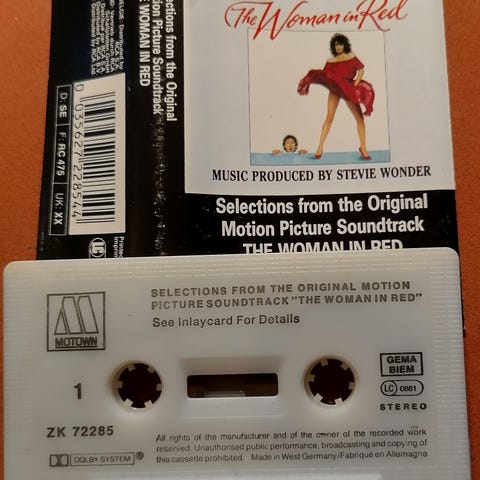 The Woman in Red
MUSIC PRODUCED BY STEVIE WONDER
Selections from the Original
Motion Picture Soundtrack
THE WOMAN IN RED
Selections from the Original
Motion Picture Soundtrack
THE WOMAN IN RED
D: SE
F: RC 475
UK: XX
MOTOWN
SELECTIONS FROM THE ORIGINAL MOTION
PICTURE SOUNDTRACK "THE WOMAN IN RED"
See Inlaycard For Details
1
GEMA
BIEM
LC 0881
STEREO
ZK 72285
DOLBY SYSTEM®
All rights of the manufacturer and of the owner of the recorded work
reserved. Unauthorised public performance, broadcasting and copying of
this cassette prohibited. Made in West Germany/Fabriqué en Allemagne